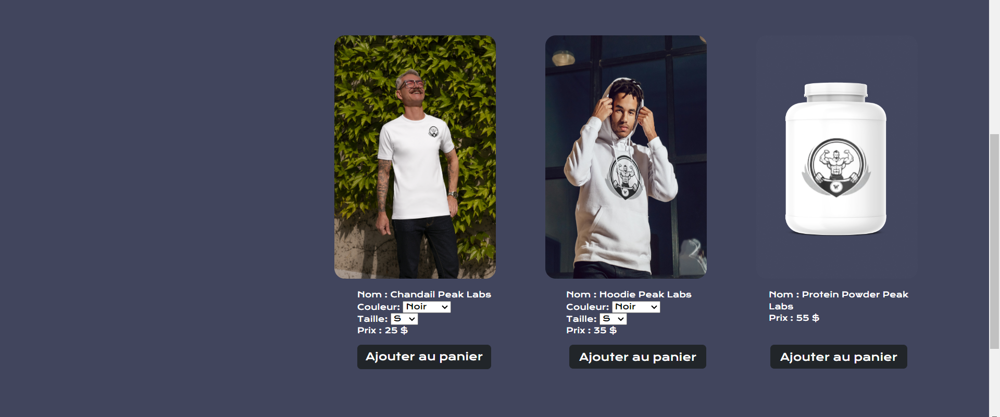 Nom : Chandail Peak Labs
Couleur: Noir
Taille: S
Prix : 25 $
Ajouter au panier
Nom : Hoodie Peak Labs
Couleur: Noir
Taille: S
Prix : 35 $
Ajouter au panier
W
Nom : Protein Powder Peak
Labs
Prix : 55 $
Ajouter au panier